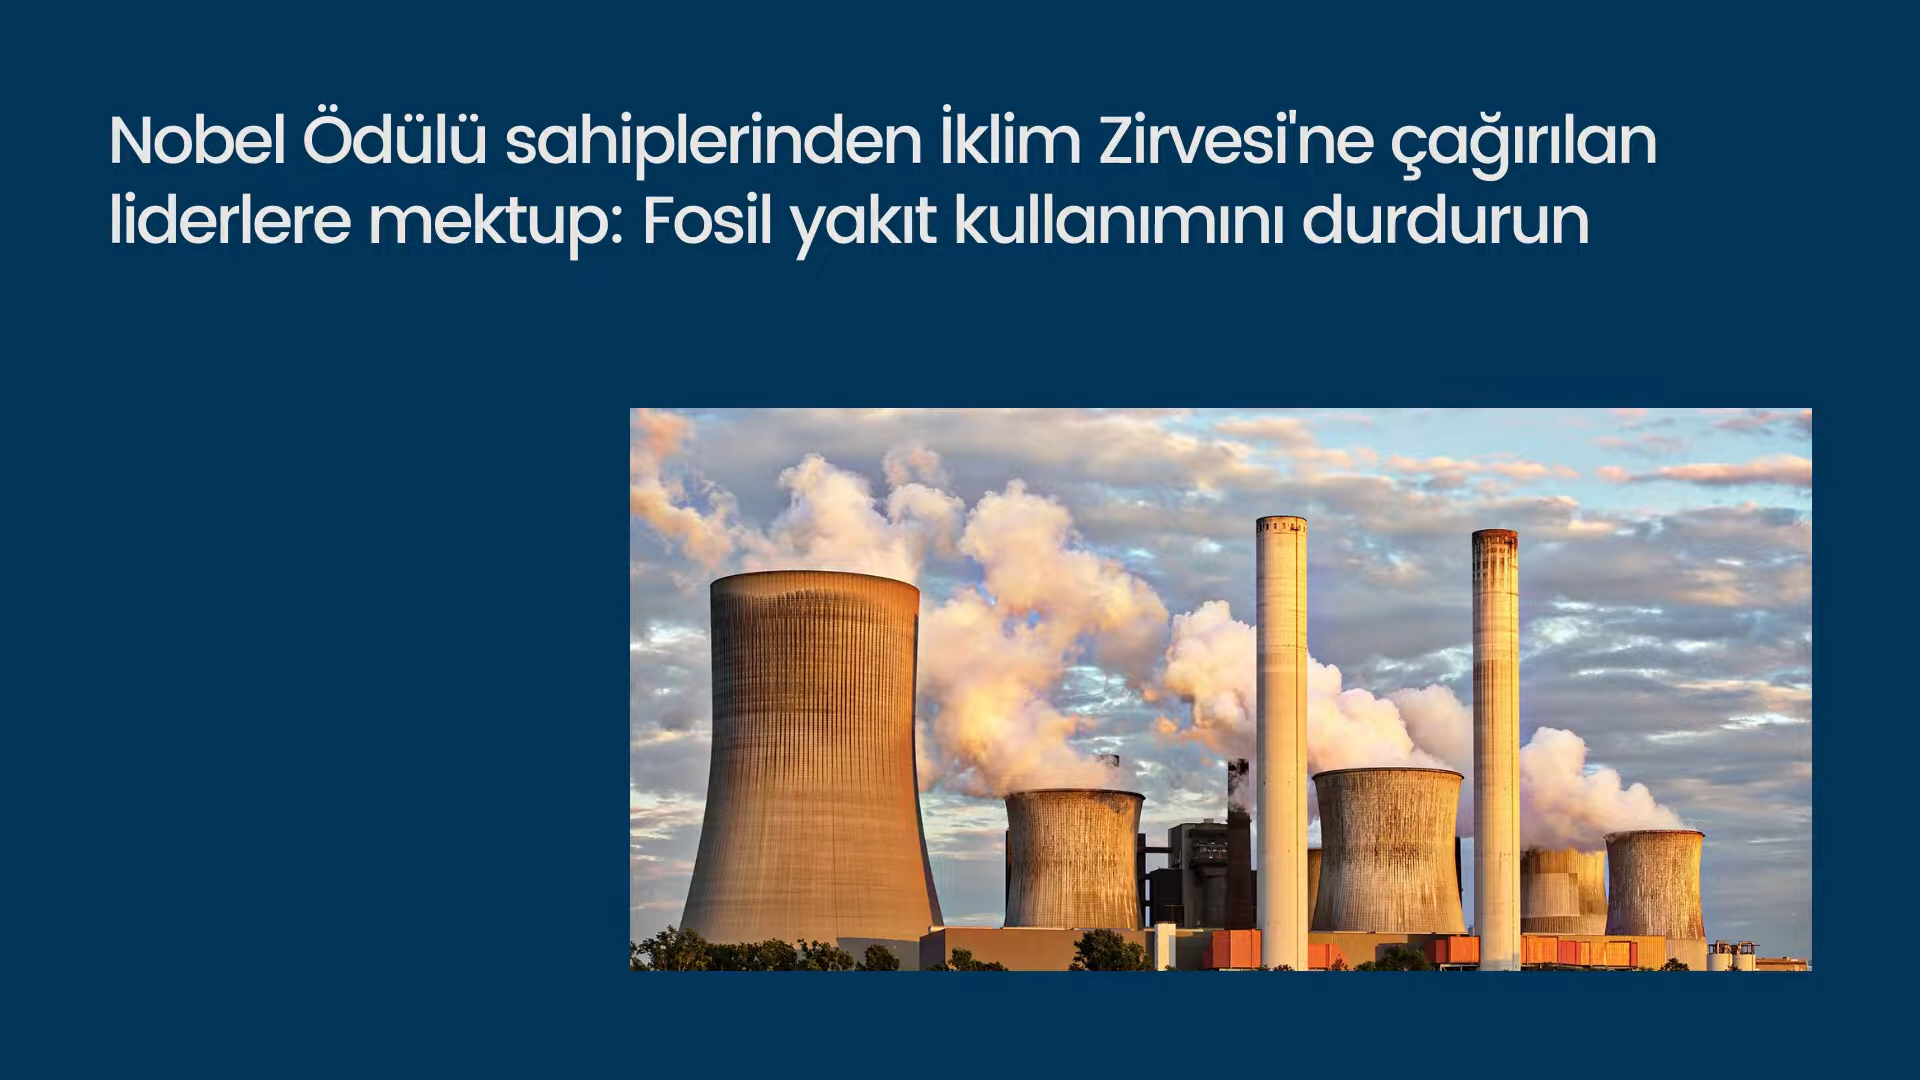 Nobel Ödülü sahiplerinden İklim Zirvesi'ne çağırılan
liderlere mektup: Fosil yakıt kullanımını durdurun